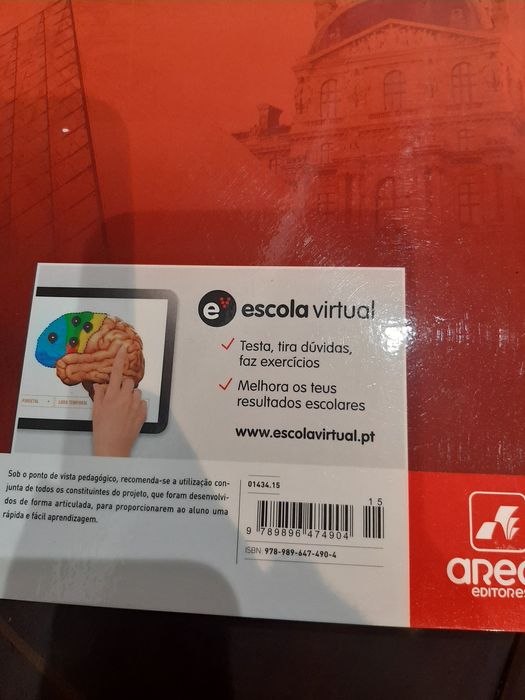 escola virtual
Testa, tira dúvidas,
faz exercícios
Melhora os teus
resultados escolares
www.escolavirtual.pt
PARIETAL
LOBO TEMPORAL
Sob o ponto de vista pedagógico, recomenda-se a utilização con-
junta de todos os constituintes do projeto, que foram desenvolvi-
dos de forma articulada, para proporcionarem ao aluno uma
rápida e fácil aprendizagem.
01434.15
15
9 789896 474904
ISBN: 978-989-647-490-4
areo
EDITORES